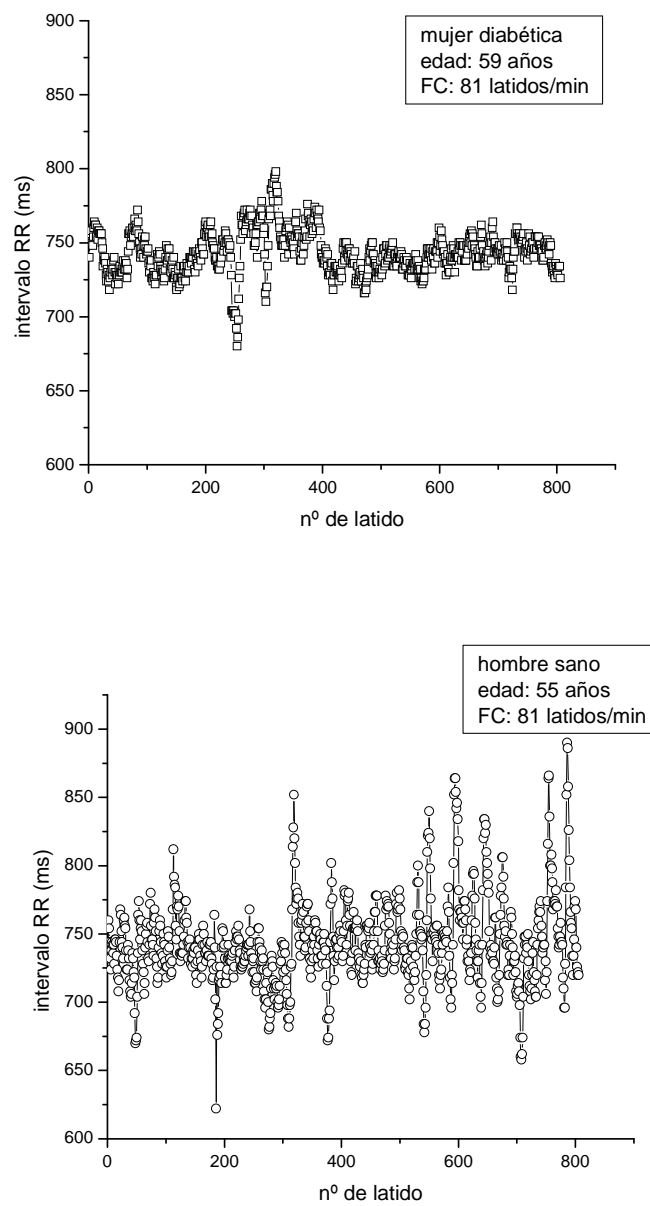 mujer diabética
edad: 59 años
FC: 81 latidos/min
900
850
800
750
700
650
600
intervalo RR (ms)
0
200
400
600
800
nº de latido
hombre sano
edad: 55 años
FC: 81 latidos/min
900
850
800
750
700
650
600
intervalo RR (ms)
0
200
400
600
800
nº de latido